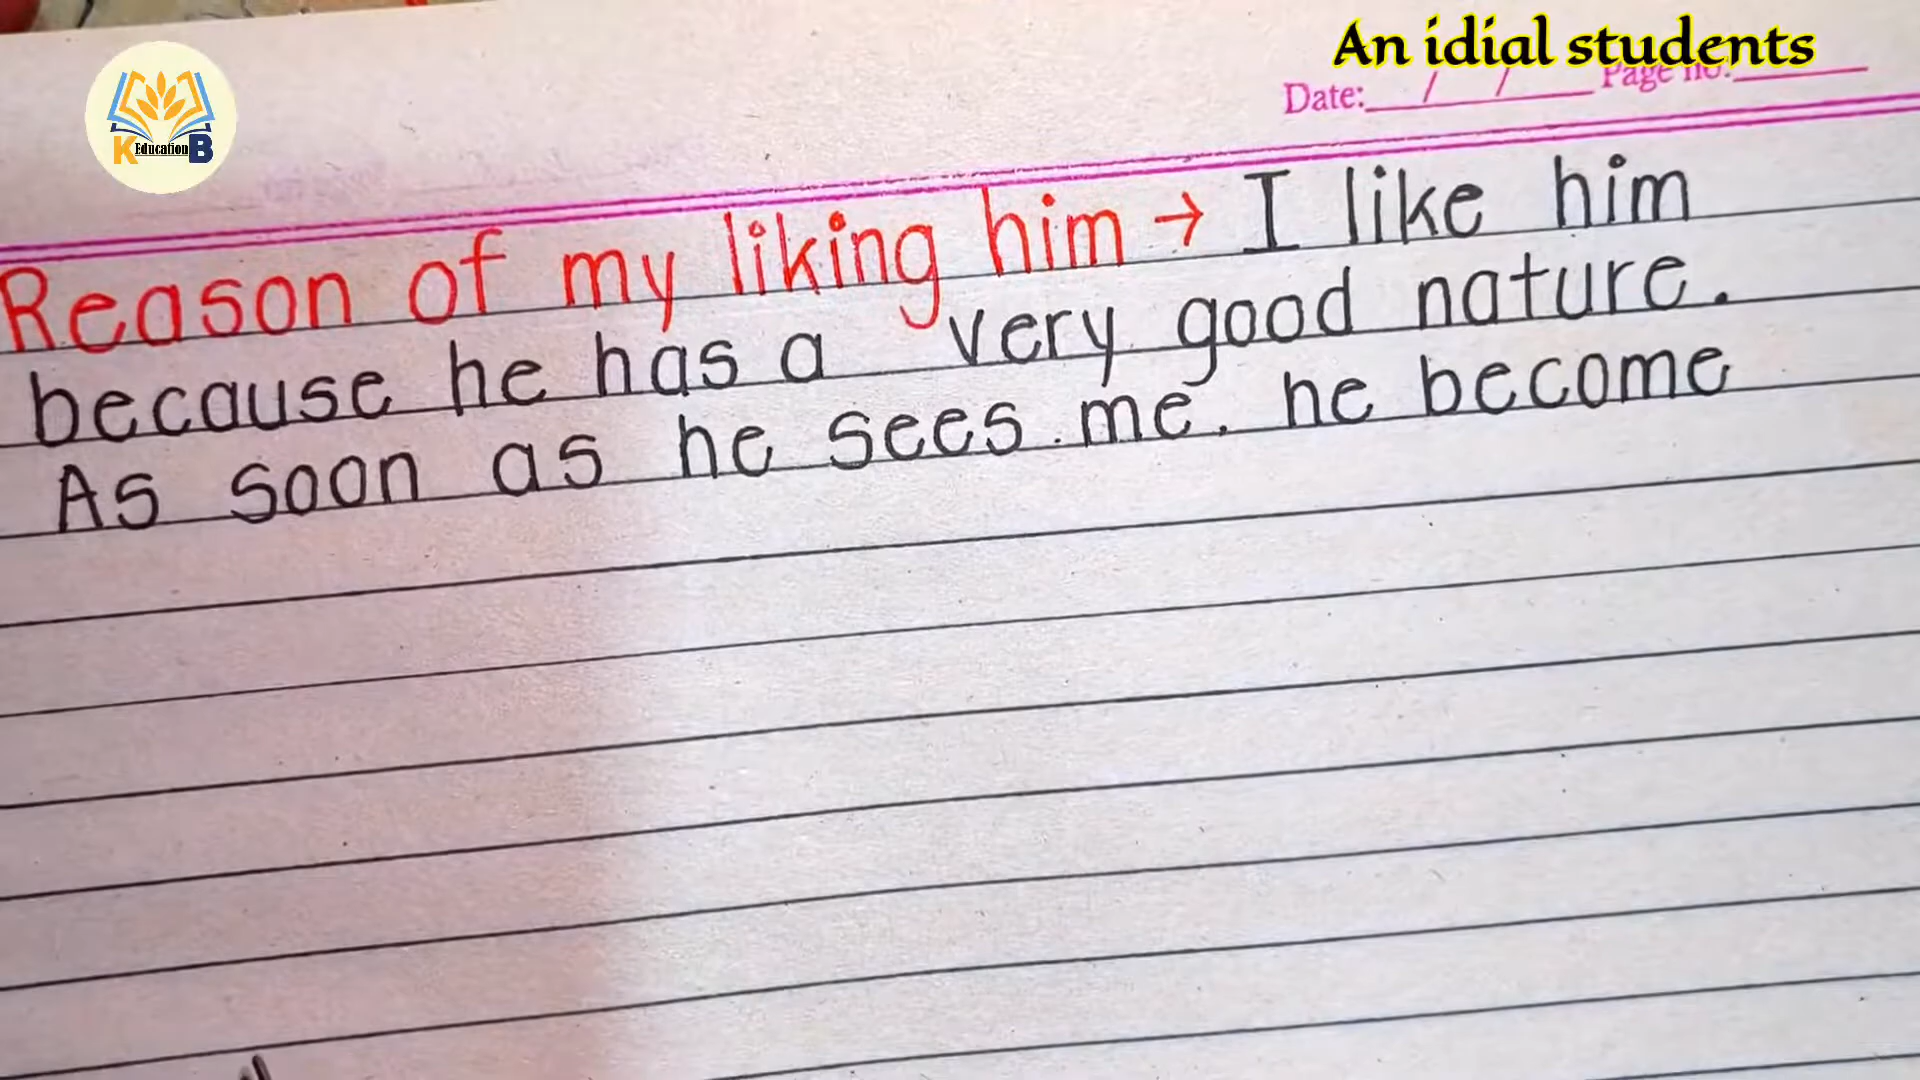 An idial students
K Education B
Date: / / Page no.
Reason of my liking him → I like him
because he has a very good nature.
As soon as he sees me. he become